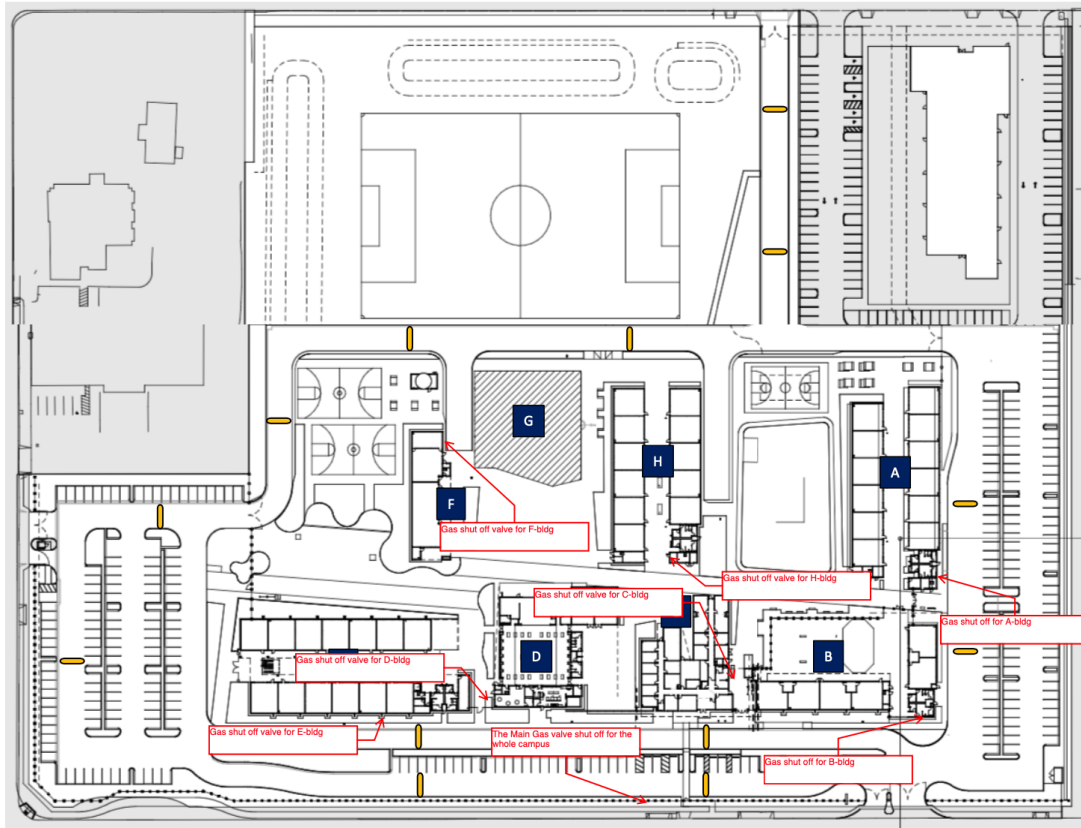 G
H
A
F
Gas shut off valve for F-bldg
Gas shut off valve for H-bldg
Gas shut off valve for C-bldg
Gas shut off for A-bldg
D
B
Gas shut off valve for D-bldg
Gas shut off valve for E-bldg
The Main Gas valve shut off for the
whole campus
Gas shut off for B-bldg